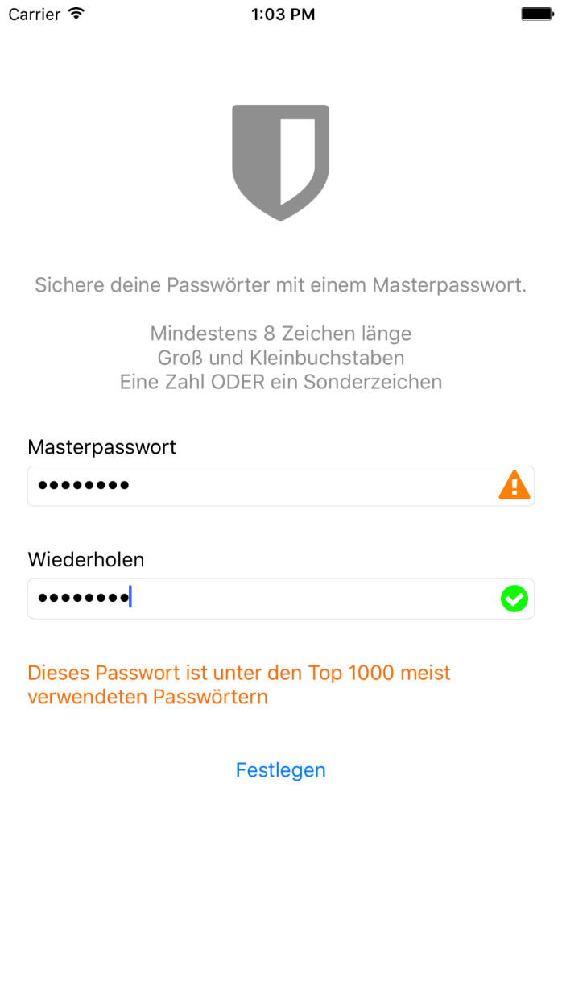 Carrier 1:03 PM
Sichere deine Passwörter mit einem Masterpasswort.
Mindestens 8 Zeichen länge
Groß und Kleinbuchstaben
Eine Zahl ODER ein Sonderzeichen
Masterpasswort
••••••••
Wiederholen
••••••••
Dieses Passwort ist unter den Top 1000 meist
verwendeten Passwörtern
Festlegen